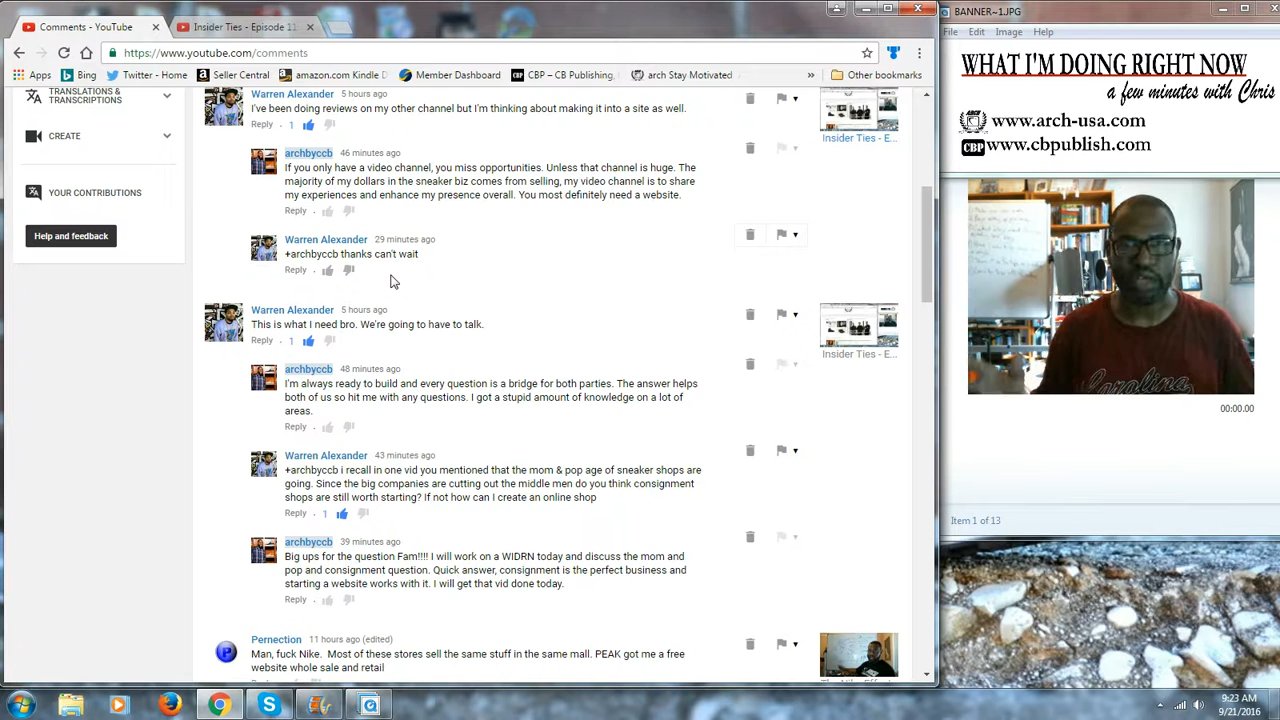 Comments - YouTube
Insider Ties - Episode 11
https://www.youtube.com/comments
Apps
Bing
Twitter - Home
Seller Central
amazon.com Kindle D
Member Dashboard
CBP – CB Publishing,
arch Stay Motivated
»
Other bookmarks
TRANSLATIONS &
TRANSCRIPTIONS
CREATE
YOUR CONTRIBUTIONS
Help and feedback
Warren Alexander 5 hours ago
I've been doing reviews on my other channel but I'm thinking about making it into a site as well.
Reply . 1
Insider Ties - E...
archbyccb 46 minutes ago
If you only have a video channel, you miss opportunities. Unless that channel is huge. The
majority of my dollars in the sneaker biz comes from selling, my video channel is to share
my experiences and enhance my presence overall. You most definitely need a website.
Reply .
Warren Alexander 29 minutes ago
+archbyccb thanks can't wait
Reply .
Warren Alexander 5 hours ago
This is what I need bro. We're going to have to talk.
Reply . 1
Insider Ties - E...
archbyccb 48 minutes ago
I'm always ready to build and every question is a bridge for both parties. The answer helps
both of us so hit me with any questions. I got a stupid amount of knowledge on a lot of
areas.
Reply .
Warren Alexander 43 minutes ago
+archbyccb i recall in one vid you mentioned that the mom & pop age of sneaker shops are
going. Since the big companies are cutting out the middle men do you think consignment
shops are still worth starting? If not how can I create an online shop
Reply . 1
archbyccb 39 minutes ago
Big ups for the question Fam!!!! I will work on a WIDRN today and discuss the mom and
pop and consignment question. Quick answer, consignment is the perfect business and
starting a website works with it. I will get that vid done today.
Reply .
Pernection 11 hours ago (edited)
Man, fuck Nike. Most of these stores sell the same stuff in the same mall. PEAK got me a free
website whole sale and retail
BANNER~1.JPG
File Edit Image Help
WHAT I'M DOING RIGHT NOW
a few minutes with Chris
ARCH www.arch-usa.com
CBP www.cbpublish.com
Carolina
00:00.00
Item 1 of 13
9:23 AM
9/21/2016